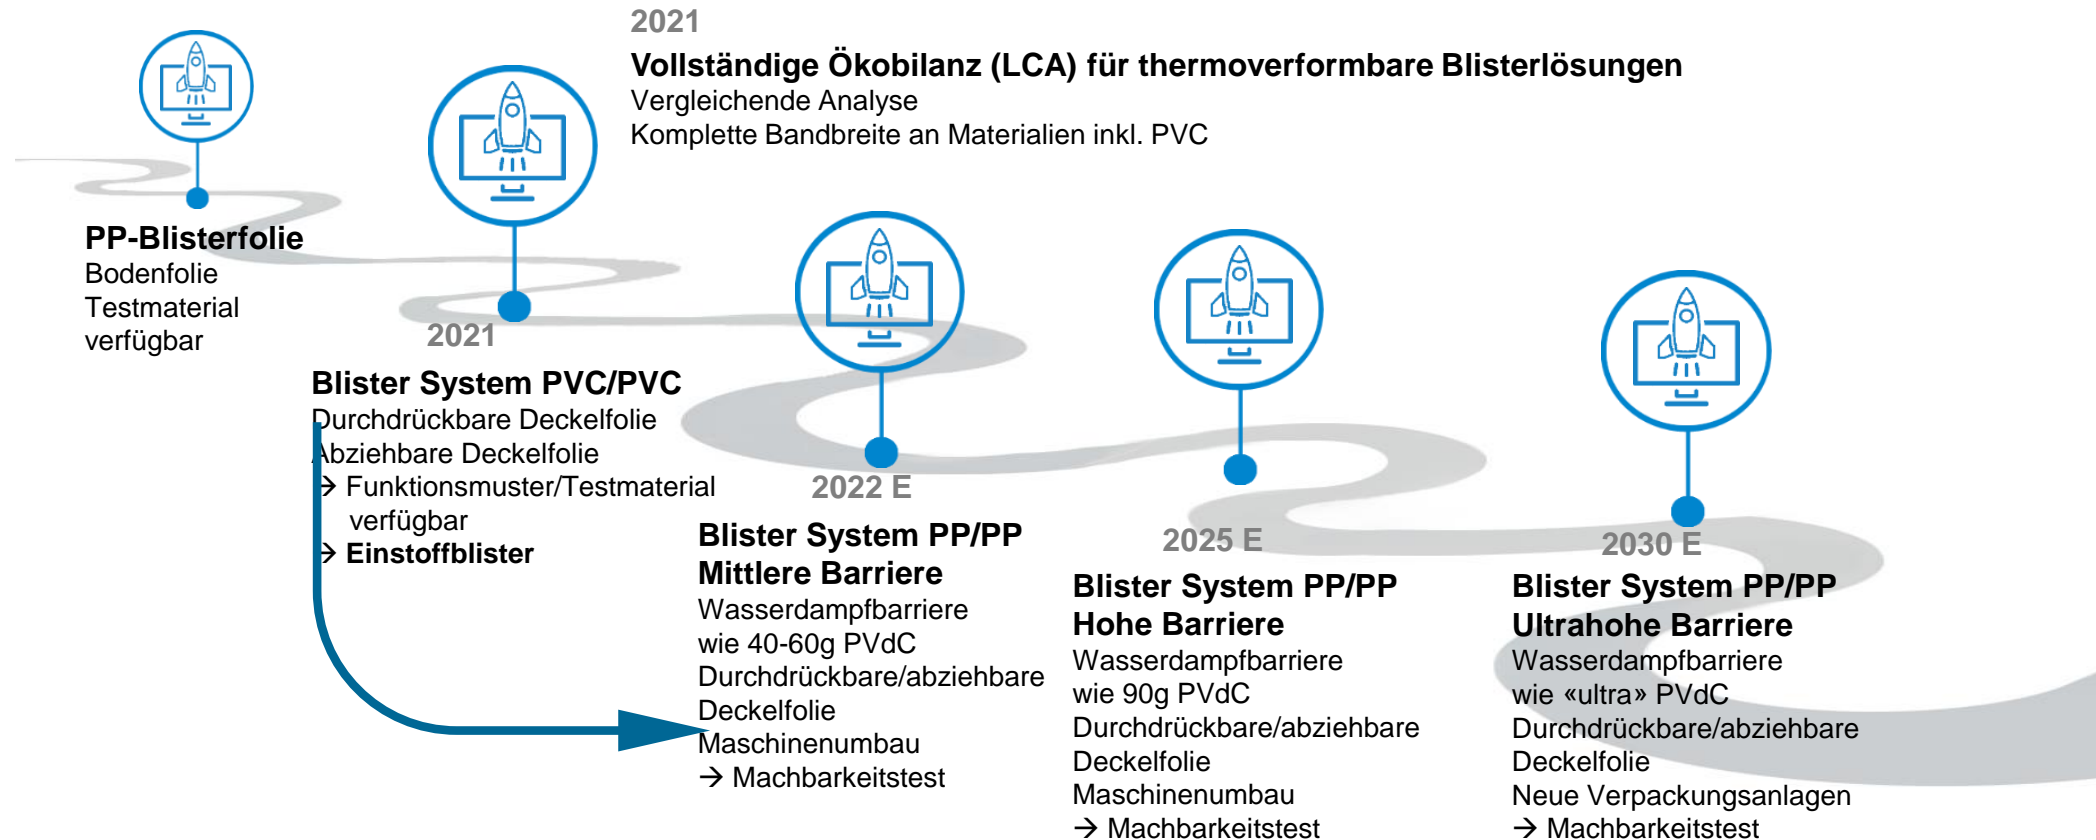 2021
Vollständige Ökobilanz (LCA) für thermoverformbare Blisterlösungen
Vergleichende Analyse
Komplette Bandbreite an Materialien inkl. PVC
PP-Blisterfolie
Bodenfolie
Testmaterial
verfügbar
2021
Blister System PVC/PVC
Durchdrückbare Deckelfolie
Abziehbare Deckelfolie
→ Funktionsmuster/Testmaterial
verfügbar
→ Einstoffblister
2022 E
Blister System PP/PP
Mittlere Barriere
Wasserdampfbarriere
wie 40-60g PVdC
Durchdrückbare/abziehbare
Deckelfolie
Maschinenumbau
→ Machbarkeitstest
2025 E
Blister System PP/PP
Hohe Barriere
Wasserdampfbarriere
wie 90g PVdC
Durchdrückbare/abziehbare
Deckelfolie
Maschinenumbau
→ Machbarkeitstest
2030 E
Blister System PP/PP
Ultrahohe Barriere
Wasserdampfbarriere
wie «ultra» PVdC
Durchdrückbare/abziehbare
Deckelfolie
Neue Verpackungsanlagen
→ Machbarkeitstest